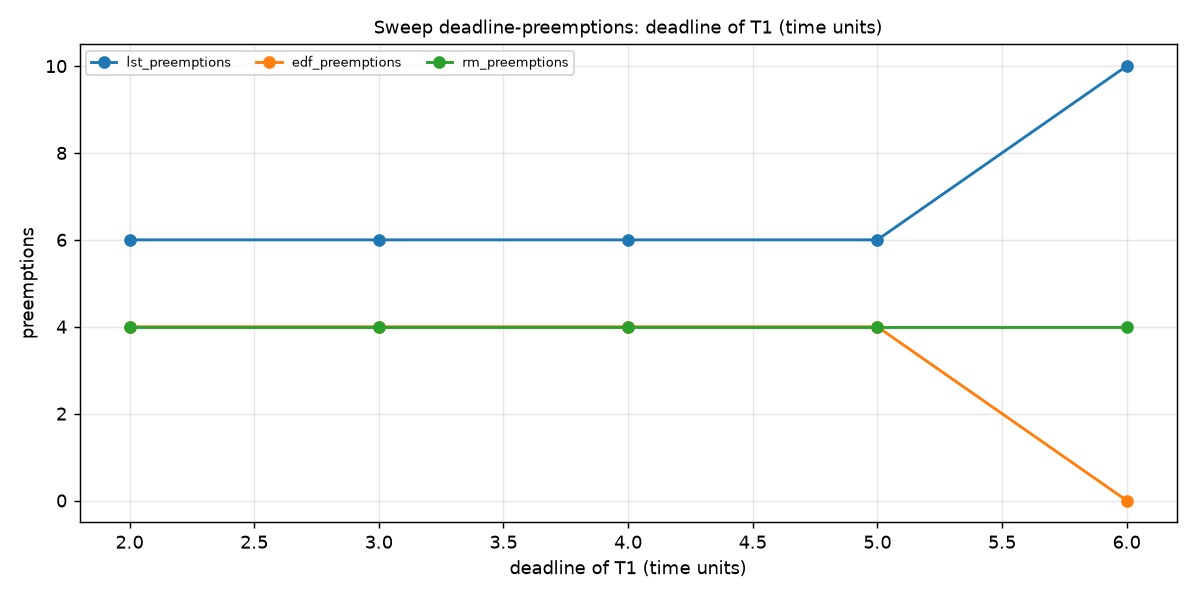 Sweep deadline-preemptions: deadline of T1 (time units)
lst_preemptions edf_preemptions rm_preemptions
preemptions
10
8
6
4
2
0
2.0 2.5 3.0 3.5 4.0 4.5 5.0 5.5 6.0
deadline of T1 (time units)